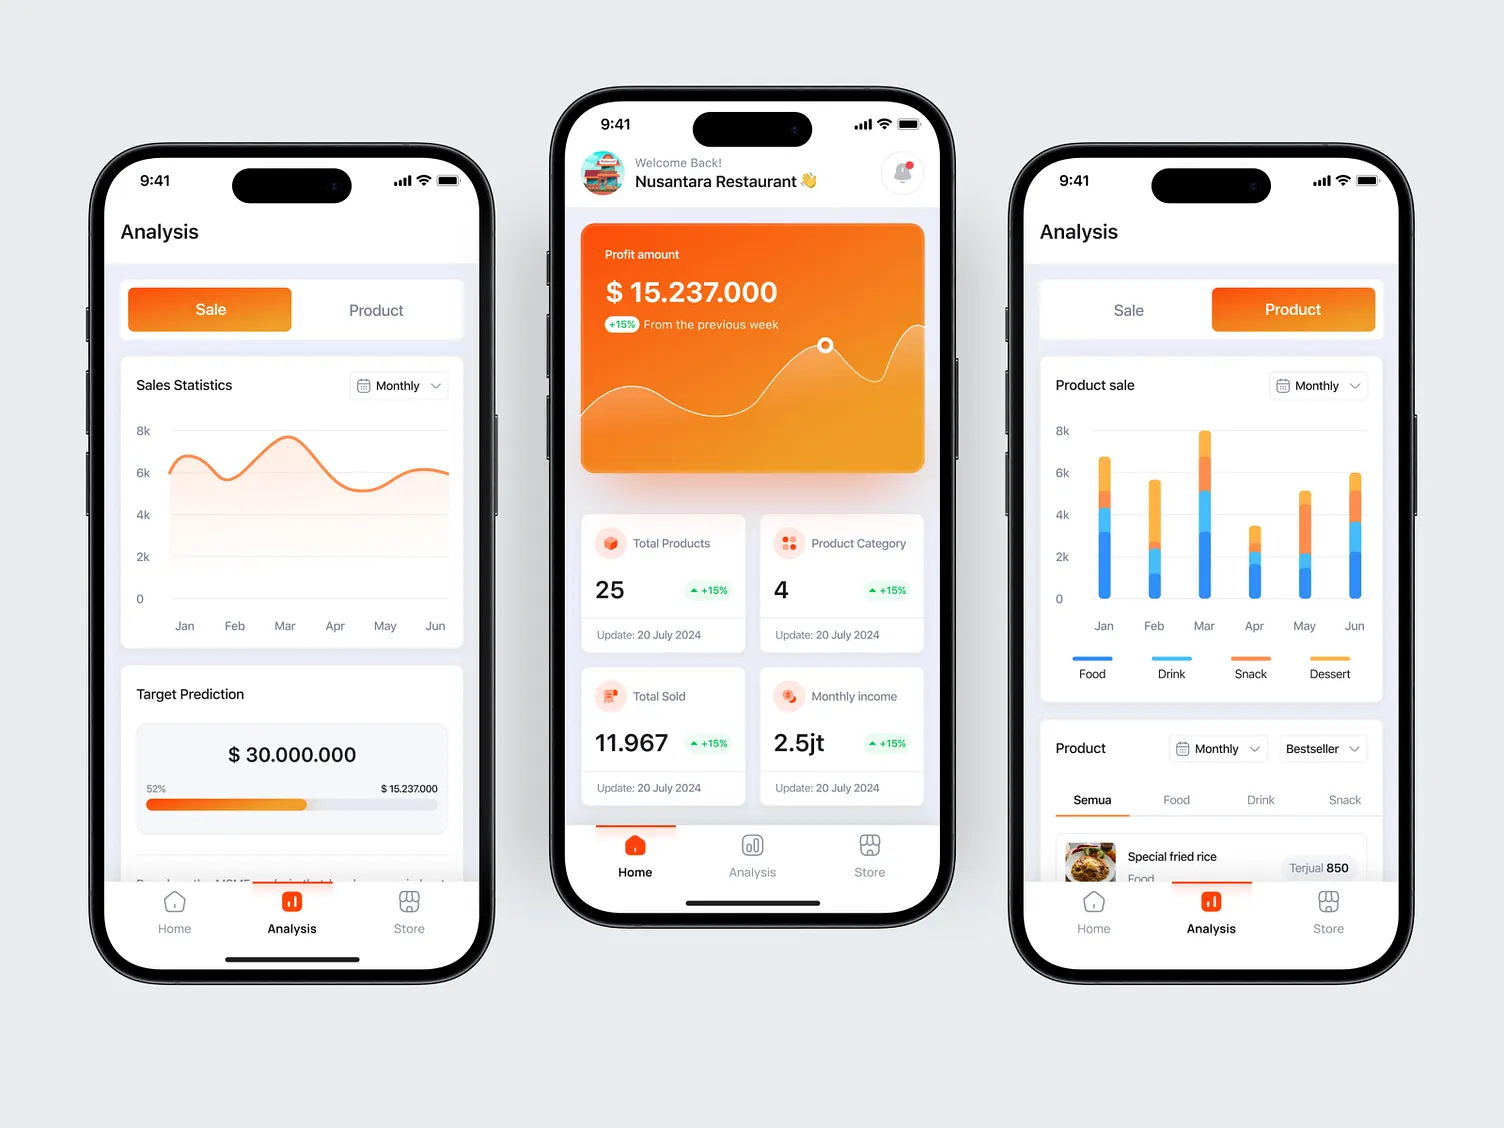 9:41
Analysis
Sale
Product
Sales Statistics
Monthly
8k
6k
4k
2k
0
Jan Feb Mar Apr May Jun
Target Prediction
$ 30.000.000
52% $ 15.237.000
Home Analysis Store
9:41
Welcome Back!
Nusantara Restaurant
Profit amount
$ 15.237.000
+15% From the previous week
Total Products
25 +15%
Update: 20 July 2024
Product Category
4 +15%
Update: 20 July 2024
Total Sold
11.967 +15%
Update: 20 July 2024
Monthly income
2.5jt +15%
Update: 20 July 2024
Home Analysis Store
9:41
Analysis
Sale
Product
Product sale
Monthly
8k
6k
4k
2k
0
Jan Feb Mar Apr May Jun
Food Drink Snack Dessert
Product
Monthly
Bestseller
Semua Food Drink Snack
Special fried rice
Food
Terjual 850
Home Analysis Store